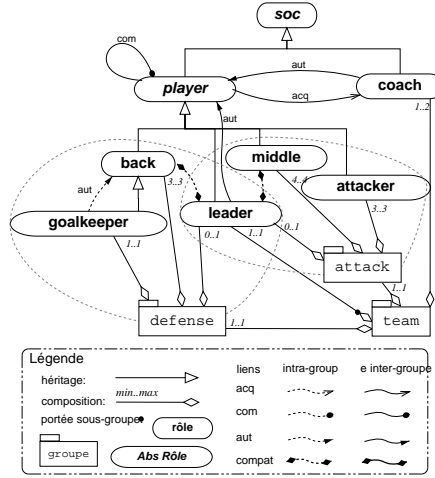 soc
com
aut
player
acq
coach
1..2
aut
back
middle
aut
3..3
4..4
attacker
goalkeeper
leader
3..3
1..1
0..1
1..1
0..1
attack
1..1
defense
1..1
team
Légende
héritage:
composition:
min..max
portée sous-groupe
rôle
groupe
Abs Rôle
liens
intra-group
e inter-groupe
acq
com
aut
compat